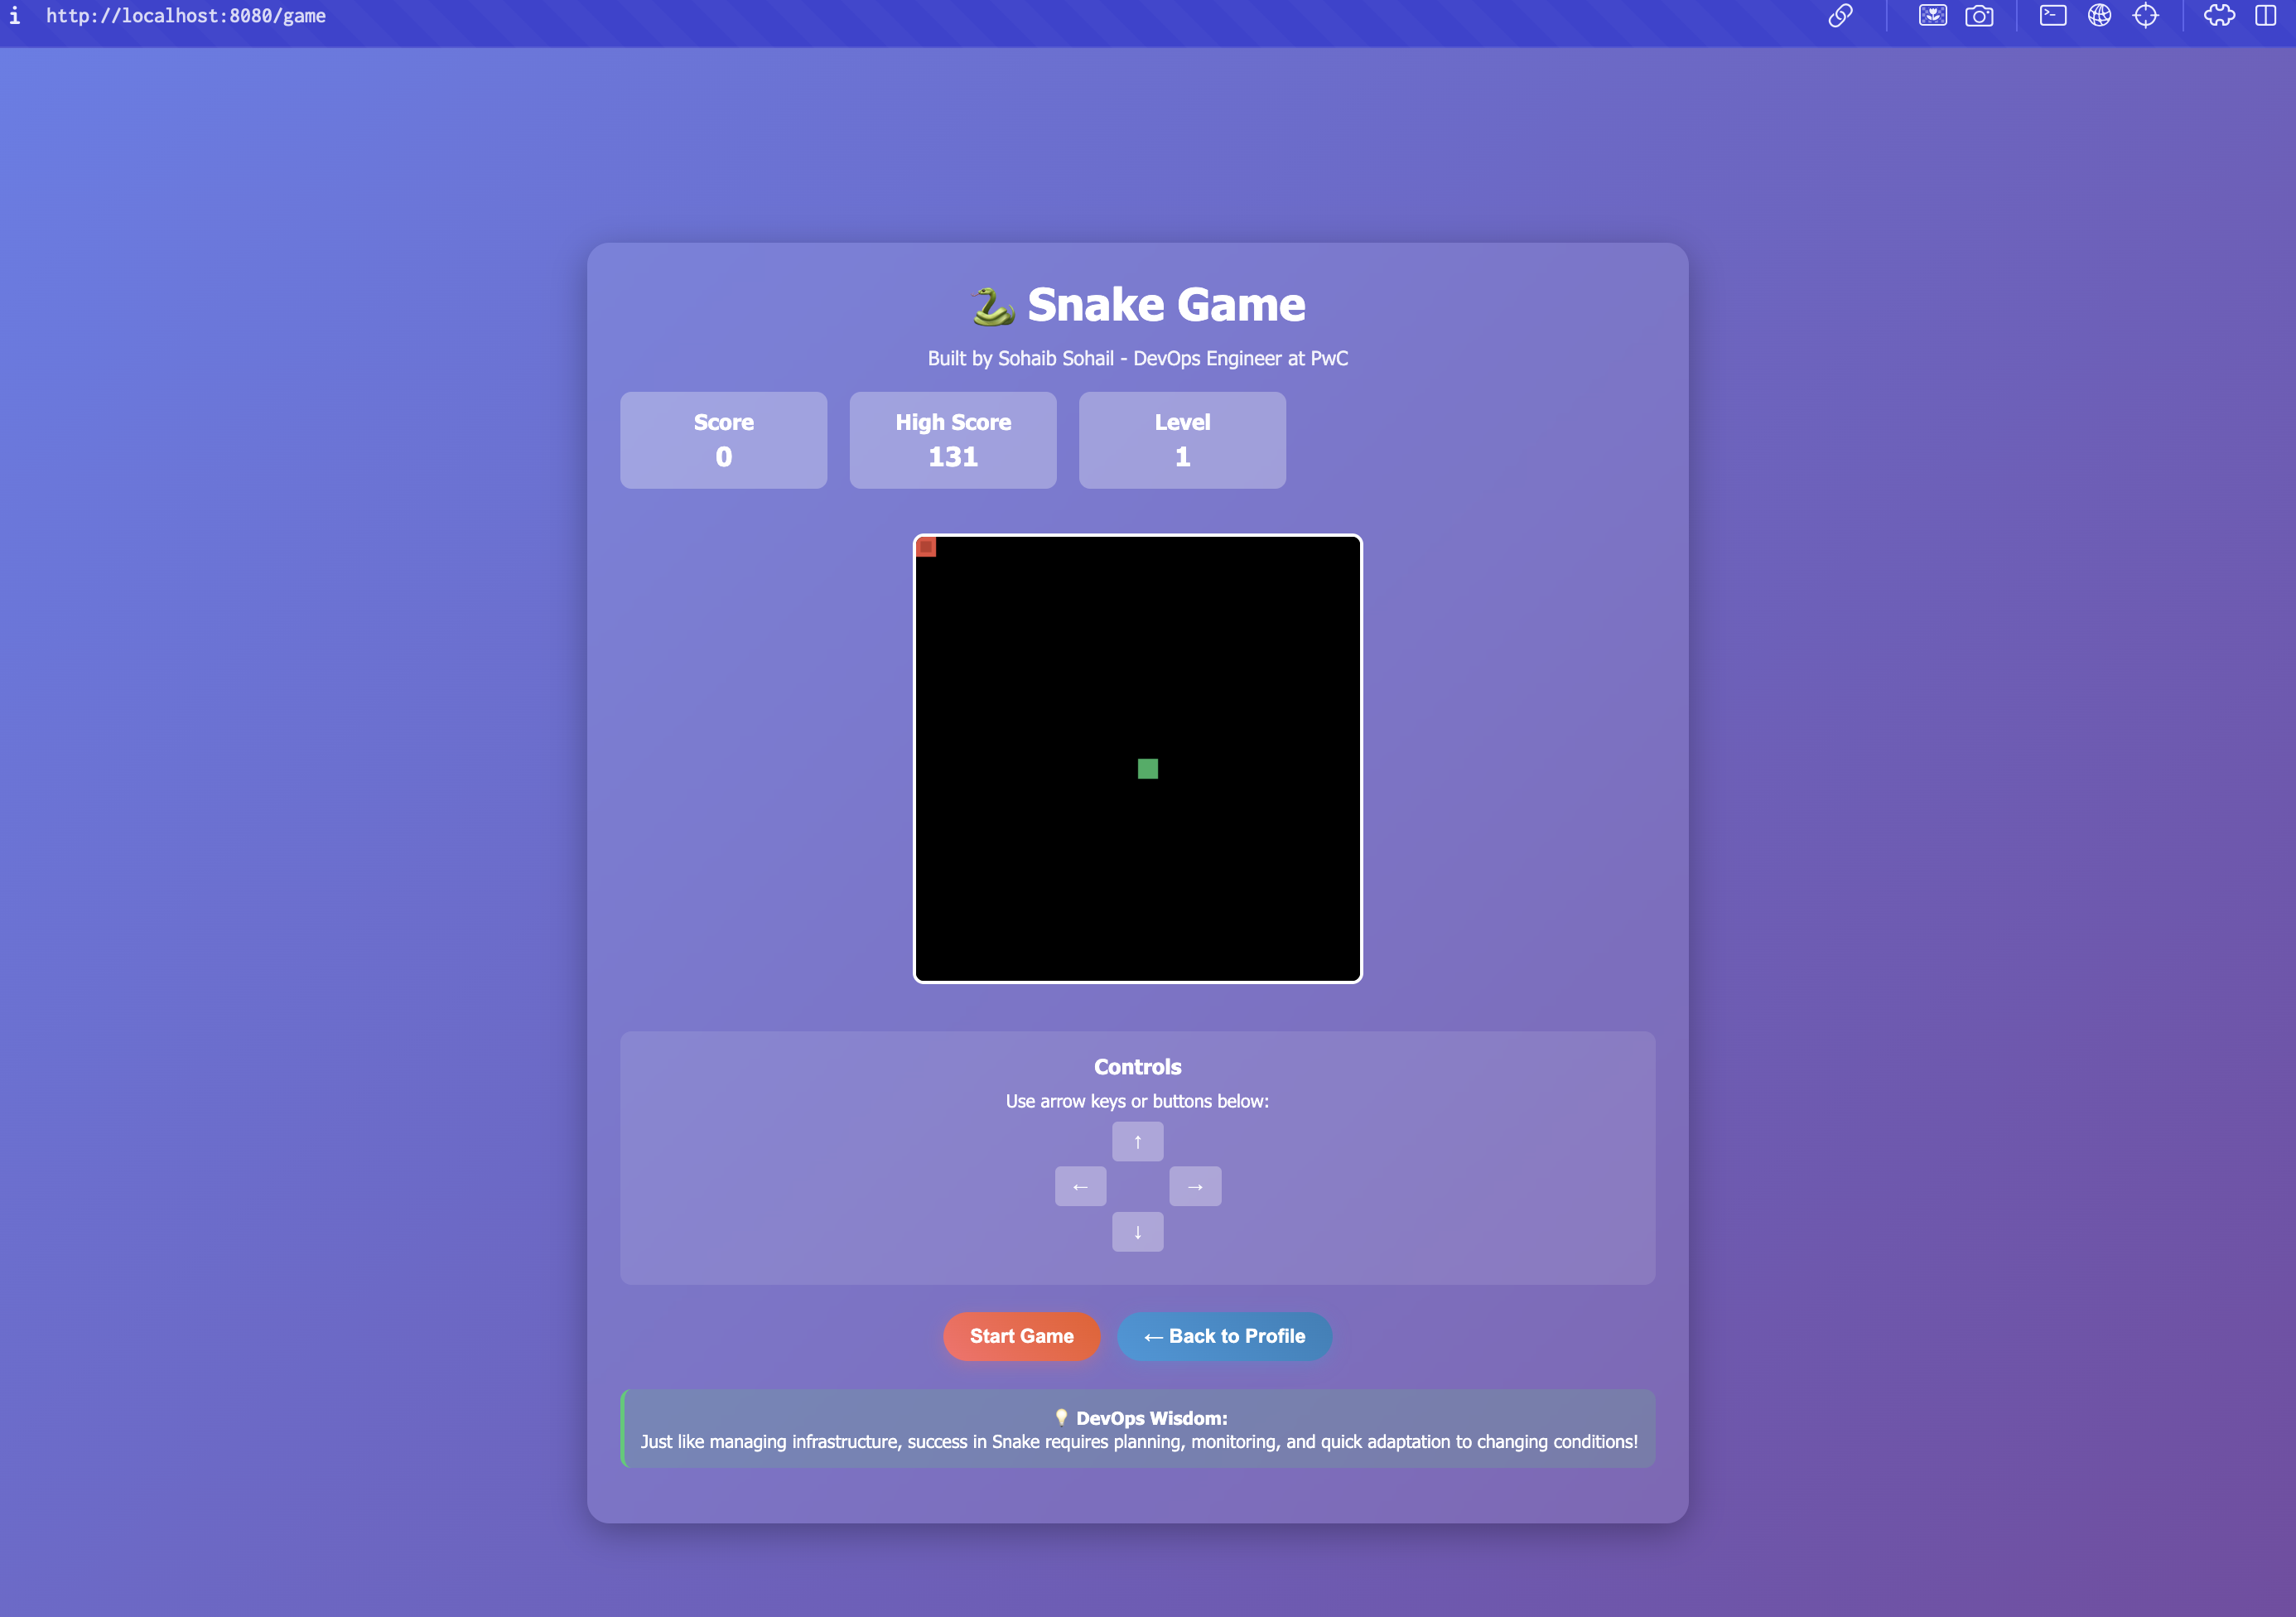 http://localhost:8080/game
🐍 Snake Game
Built by Sohaib Sohail - DevOps Engineer at PwC
Score
0
High Score
131
Level
1
Controls
Use arrow keys or buttons below:
↑
← →
↓
Start Game
← Back to Profile
💡 DevOps Wisdom:
Just like managing infrastructure, success in Snake requires planning, monitoring, and quick adaptation to changing conditions!